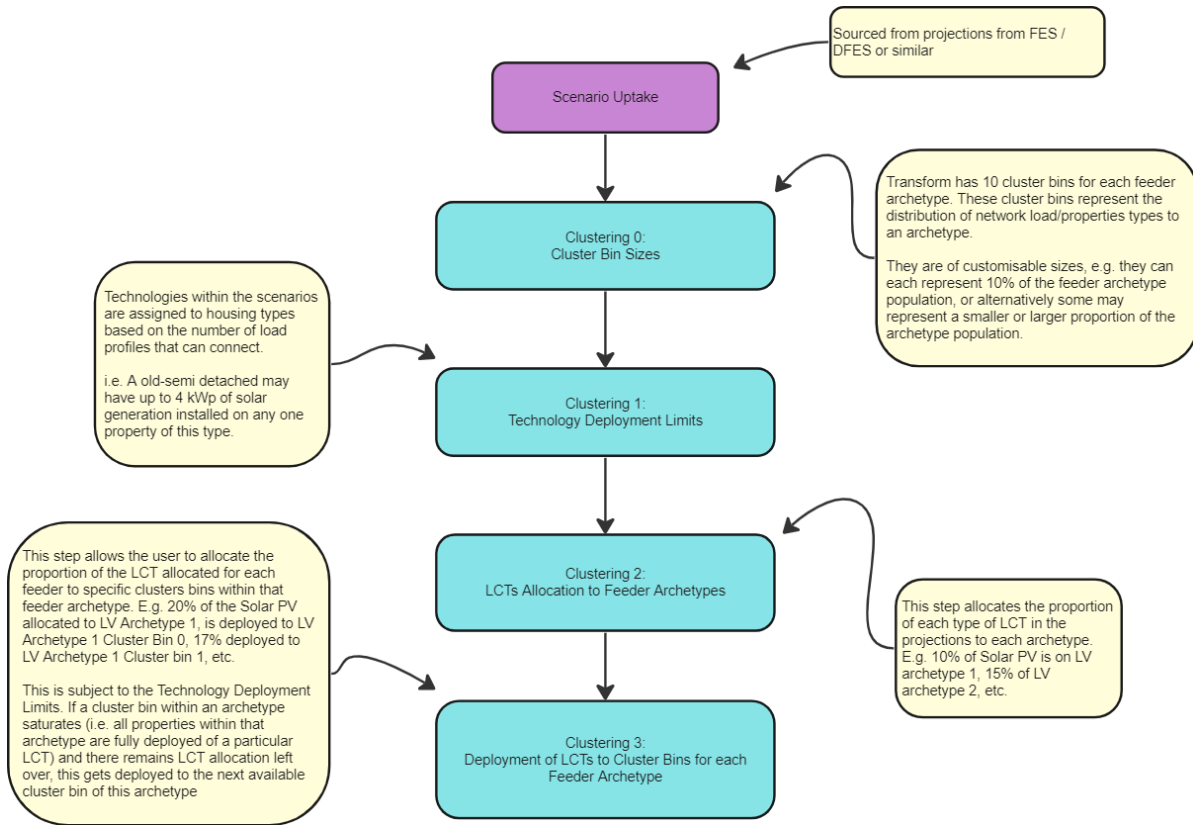 Sourced from projections from FES /
DFES or similar
Scenario Uptake
Transform has 10 cluster bins for each feeder
archetype. These cluster bins represent the
distribution of network load/properties types to
an archetype.
They are of customisable sizes, e.g. they can
each represent 10% of the feeder archetype
population, or alternatively some may
represent a smaller or larger proportion of the
archetype population.
Clustering 0:
Cluster Bin Sizes
Technologies within the scenarios
are assigned to housing types
based on the number of load
profiles that can connect.
i.e. A old-semi detached may
have up to 4 kWp of solar
generation installed on any one
property of this type.
Clustering 1:
Technology Deployment Limits
Clustering 2:
LCTs Allocation to Feeder Archetypes
This step allocates the proportion
of each type of LCT in the
projections to each archetype.
E.g. 10% of Solar PV is on LV
archetype 1, 15% of LV
archetype 2, etc.
This step allows the user to allocate the
proportion of the LCT allocated for each
feeder to specific clusters bins within that
feeder archetype. E.g. 20% of the Solar PV
allocated to LV Archetype 1, is deployed to LV
Archetype 1 Cluster Bin 0, 17% deployed to
LV Archetype 1 Cluster bin 1, etc.
This is subject to the Technology Deployment
Limits. If a cluster bin within an archetype
saturates (i.e. all properties within that
archetype are fully deployed of a particular
LCT) and there remains LCT allocation left
over, this gets deployed to the next available
cluster bin of this archetype
Clustering 3:
Deployment of LCTs to Cluster Bins for each
Feeder Archetype